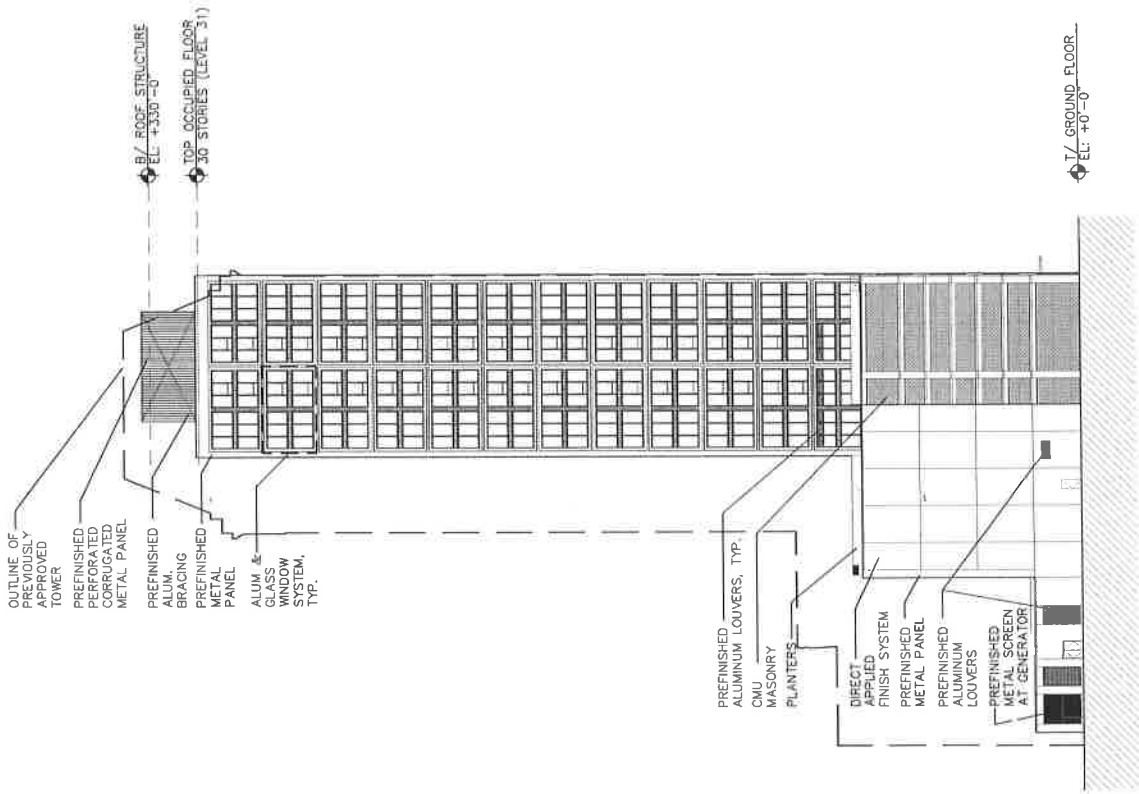 OUTLINE OF
PREVIOUSLY
APPROVED
TOWER
PREFINISHED
PERFORATED
CORRUGATED
METAL PANEL
PREFINISHED
ALUM.
BRACING
PREFINISHED
METAL
PANEL
ALUM &
GLASS
WINDOW
SYSTEM,
TYP.
B/ ROOF STRUCTURE
EL: +330'-0"
TOP OCCUPIED FLOOR
30 STORIES (LEVEL 31)
PREFINISHED
ALUMINUM LOUVERS, TYP.
CMU
MASONRY
PLANTERS
DIRECT
APPLIED
FINISH SYSTEM
PREFINISHED
METAL PANEL
PREFINISHED
ALUMINUM
LOUVERS
PREFINISHED
METAL SCREEN
AT GENERATOR
T/ GROUND FLOOR
EL: +0'-0"